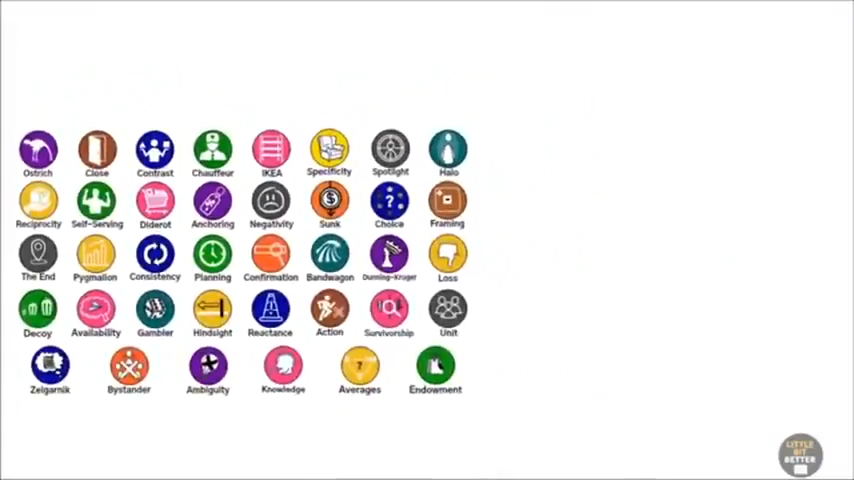 Ostrich Close Contrast Chauffeur IKEA Specificity Spotlight Halo
Reciprocity Self-Serving Diderot Anchoring Negativity Sunk Choice Framing
The End Pygmalion Consistency Planning Confirmation Bandwagon Dunning-Kruger Loss
Decoy Availability Gambler Hindsight Reactance Action Survivorship Unit
Zeigarnik Bystander Ambiguity Knowledge Averages Endowment
LITTLE
BIT
BETTER